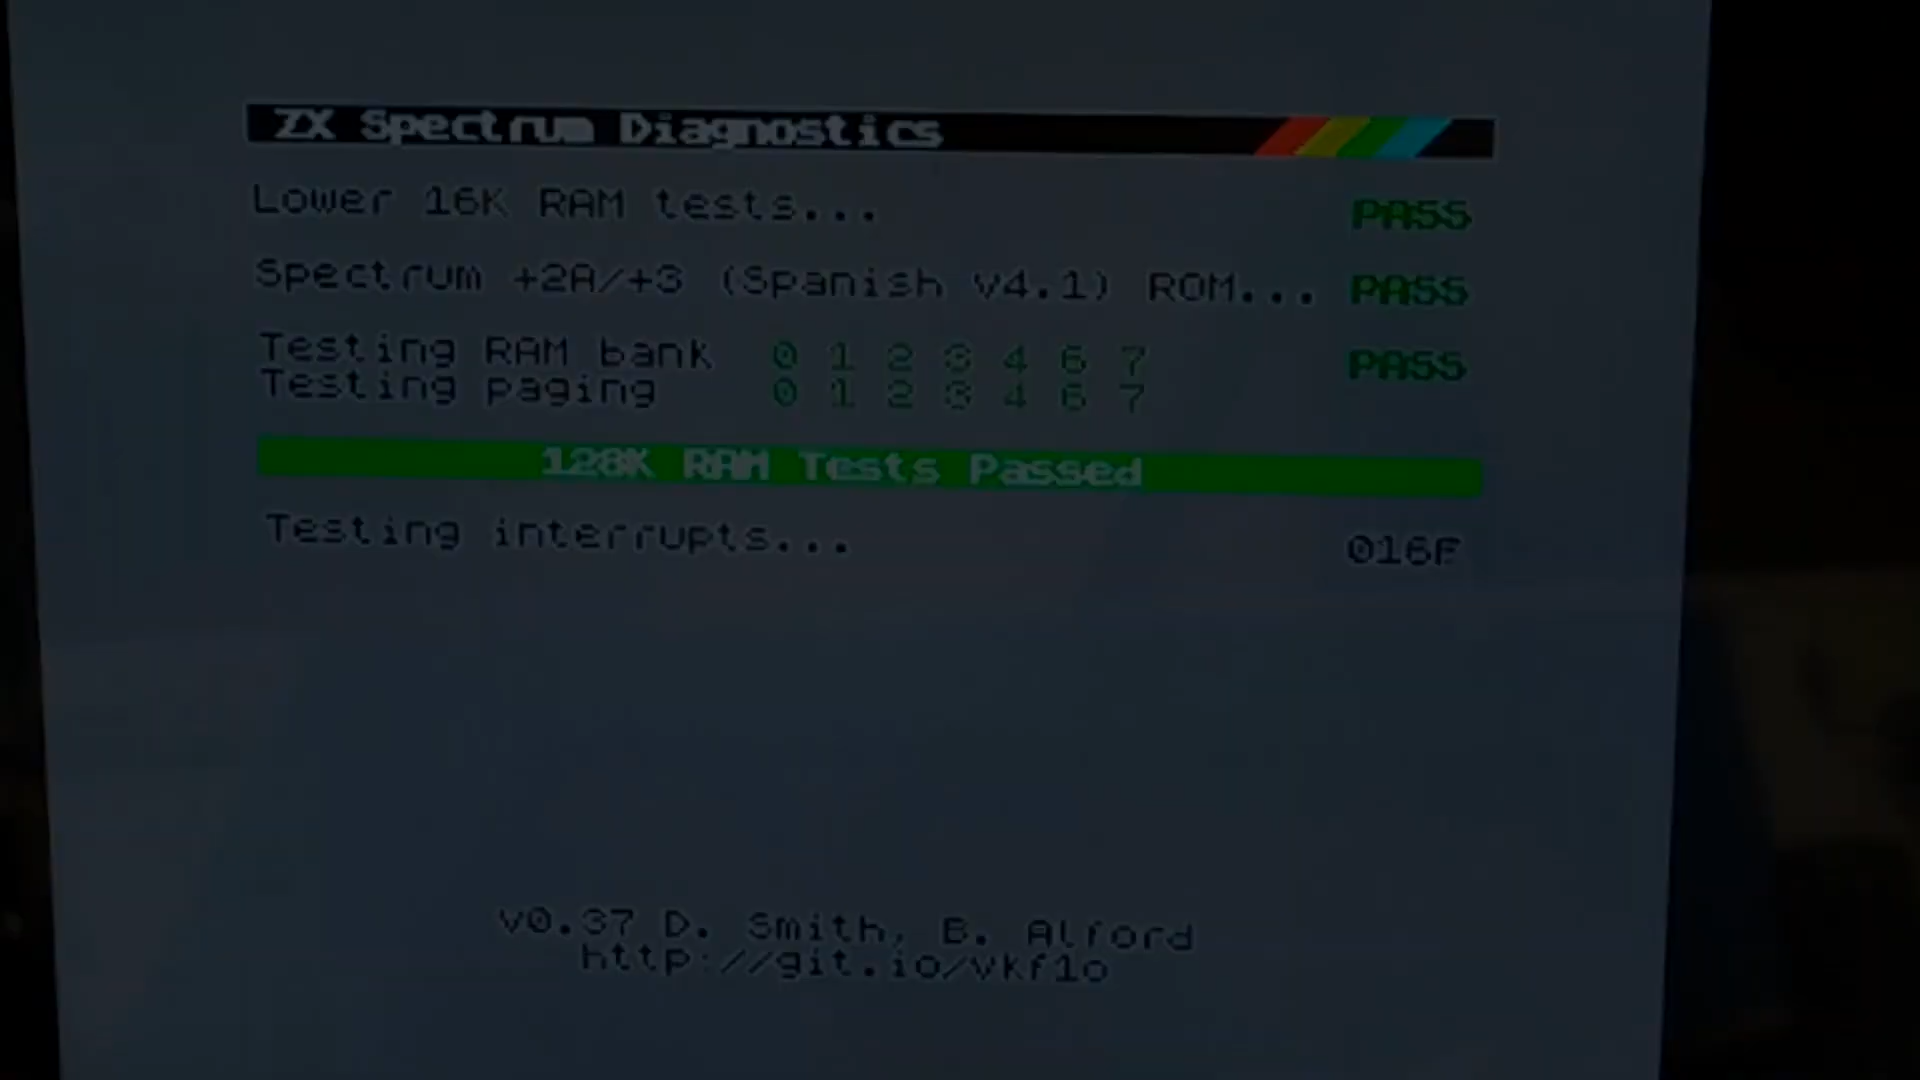 ZX Spectrum Diagnostics
Lower 16K RAM tests... PASS
Spectrum +2A/+3 (Spanish v4.1) ROM... PASS
Testing RAM bank 0 1 2 3 4 6 7 PASS
Testing paging 0 1 2 3 4 6 7
128K RAM Tests Passed
Testing interrupts... 016F
v0.37 D. Smith, B. Alford
http://git.io/vkf1o